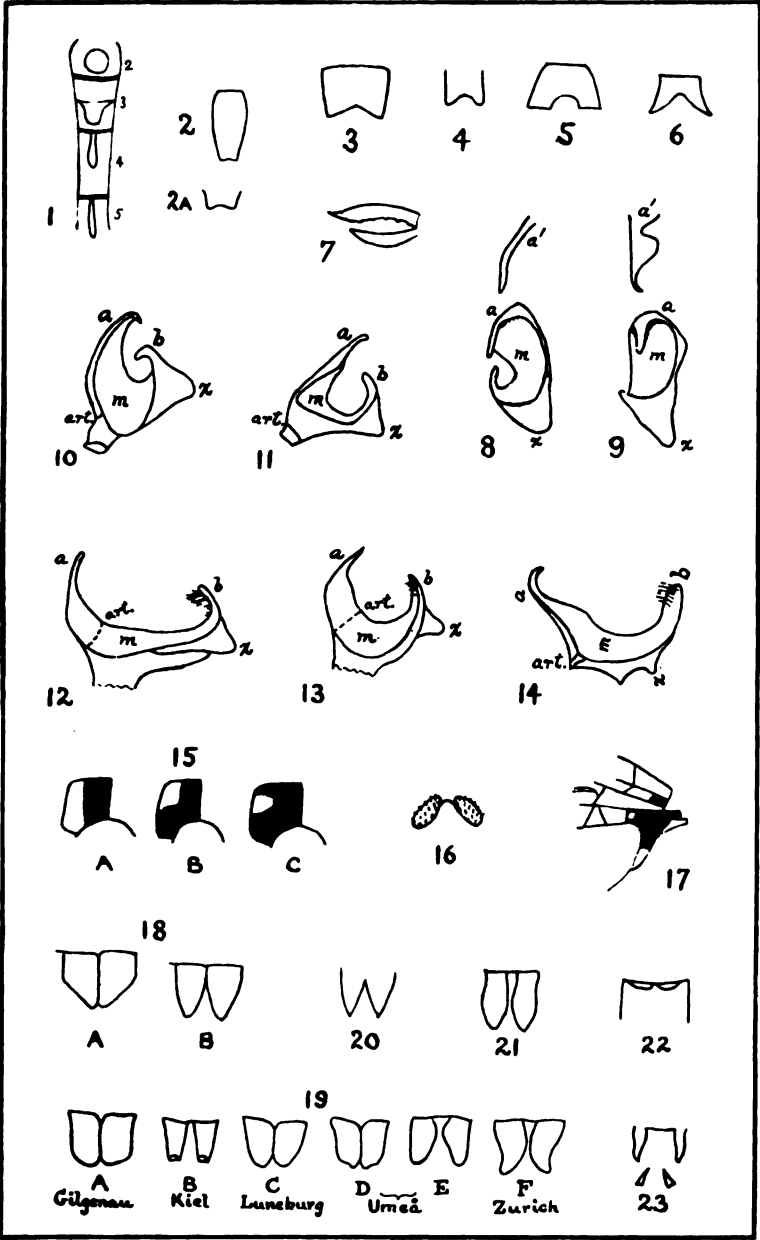 2
3
4
5
1
2
2A
3
4
5
6
7
a'
a'
a
b
m
x
art.
10
a
b
m
x
art.
11
a
m
x
8
a
m
x
9
a
art.
b
m
x
12
a
art.
b
m.
x
13
a
b
m
art.
x
14
15
A
B
C
16
17
18
A
B
20
21
22
19
A
B
C
D
E
F
Gilgenau
Kiel
Luneburg
Umeå
Zurich
23